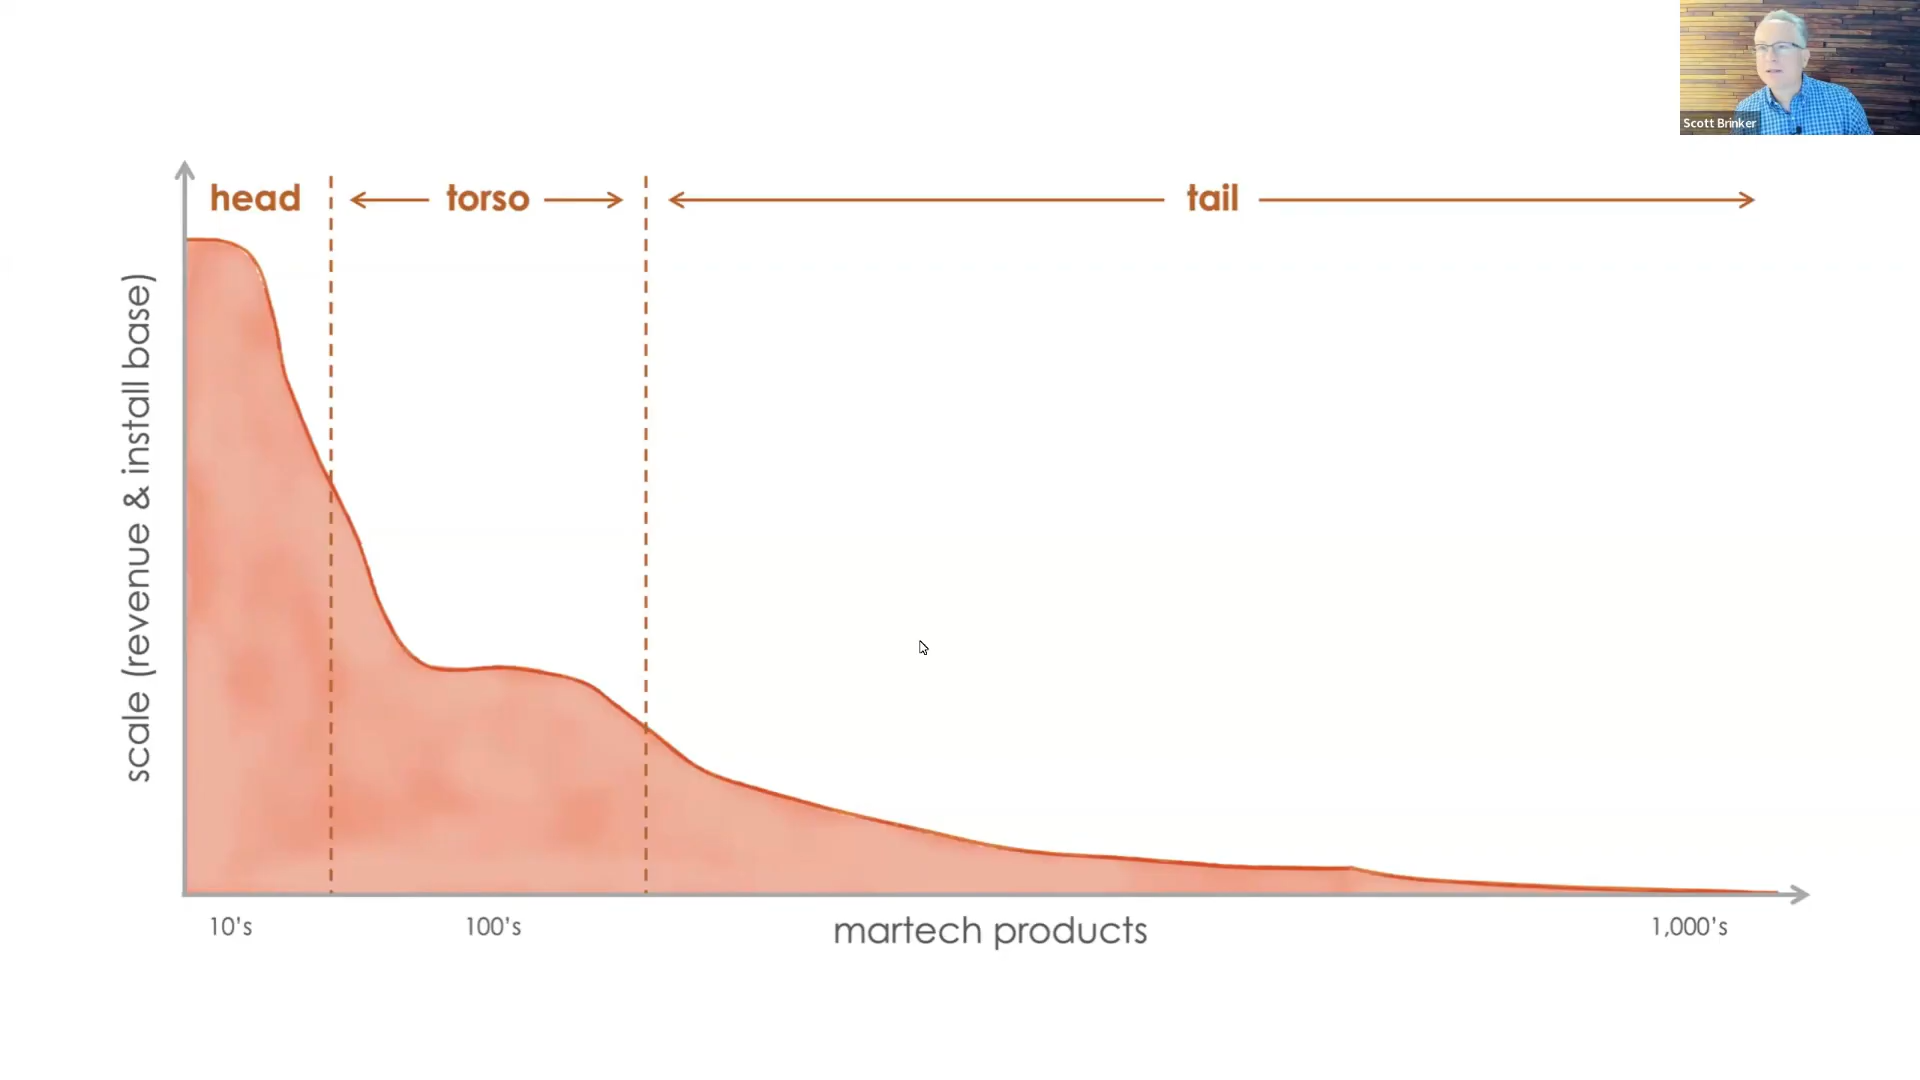 Scott Brinker
head
torso
tail
scale (revenue & install base)
10's
100's
martech products
1,000's